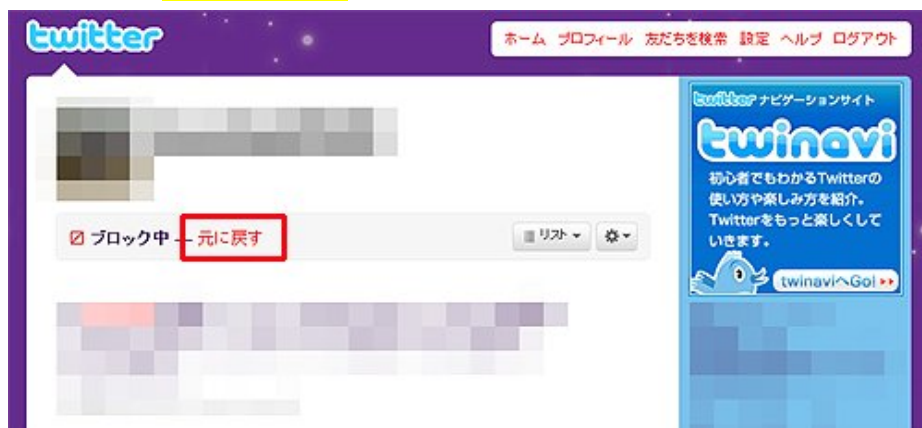 twitter
ホーム プロフィール 友だちを検索 設定 ヘルプ ログアウト
twitter ナビゲーションサイト
twinavi
初心者でもわかるTwitterの
使い方や楽しみ方を紹介。
Twitterをもっと楽しくして
いきます。
twinaviへGo!
ブロック中 — 元に戻す
リスト